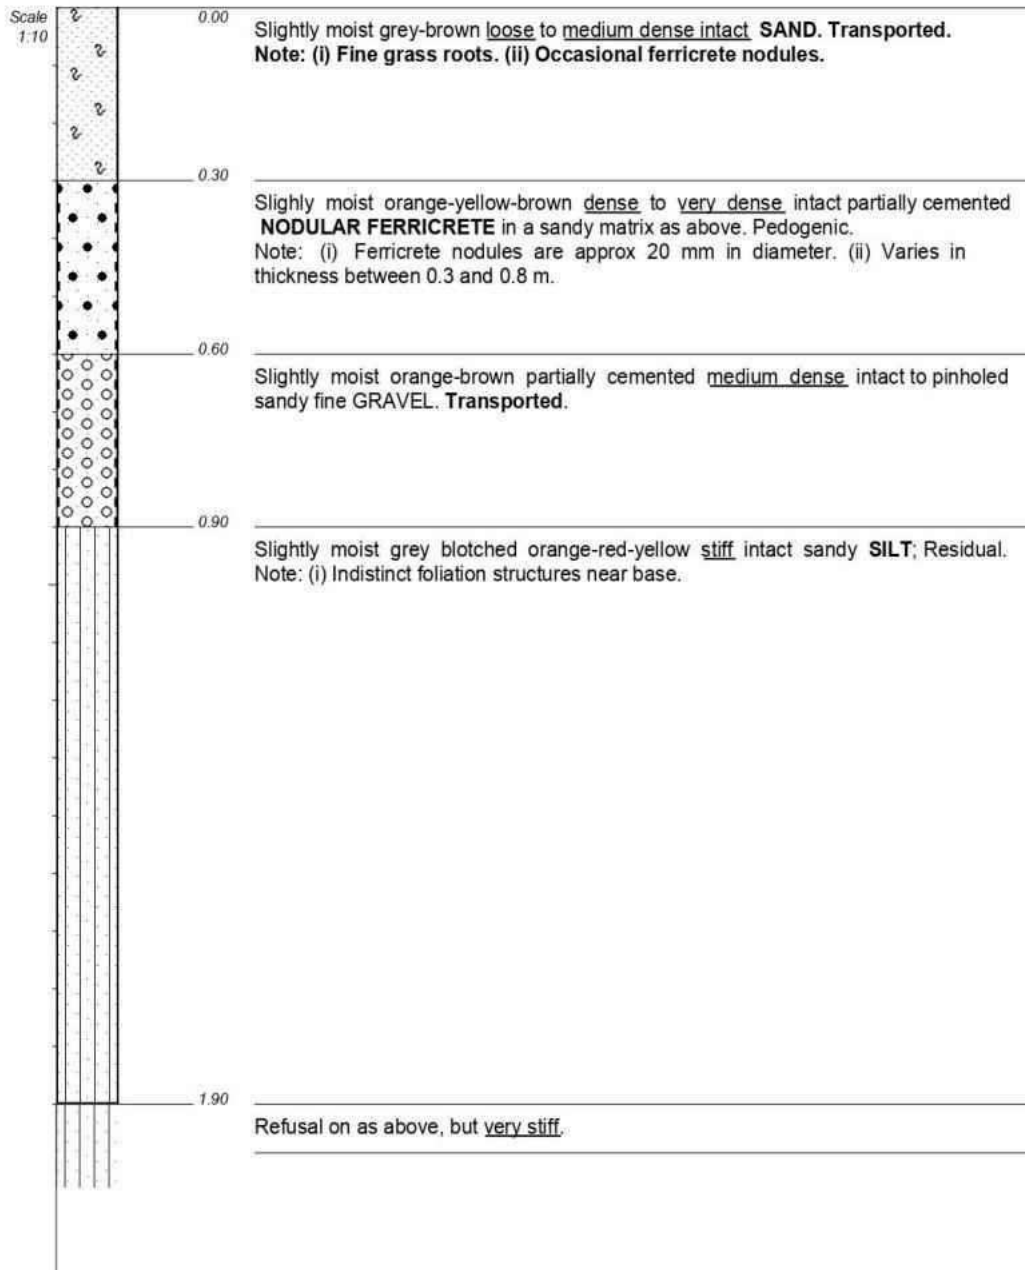 Scale
1:10
0.00
Slightly moist grey-brown loose to medium dense intact SAND. Transported.
Note: (i) Fine grass roots. (ii) Occasional ferricrete nodules.
0.30
Slighly moist orange-yellow-brown dense to very dense intact partially cemented
NODULAR FERRICRETE in a sandy matrix as above. Pedogenic.
Note: (i) Ferricrete nodules are approx 20 mm in diameter. (ii) Varies in
thickness between 0.3 and 0.8 m.
0.60
Slightly moist orange-brown partially cemented medium dense intact to pinholed
sandy fine GRAVEL. Transported.
0.90
Slightly moist grey blotched orange-red-yellow stiff intact sandy SILT; Residual.
Note: (i) Indistinct foliation structures near base.
1.90
Refusal on as above, but very stiff.